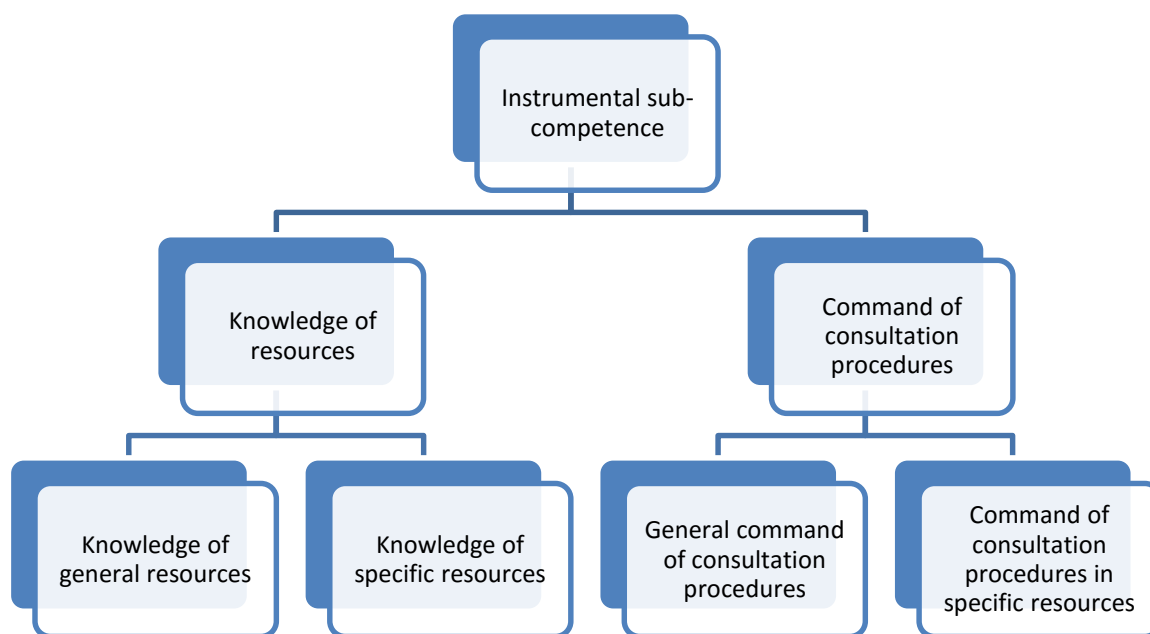 Instrumental sub-
competence
Knowledge of
resources
Command of
consultation
procedures
Knowledge of
general resources
Knowledge of
specific resources
General command
of consultation
procedures
Command of
consultation
procedures in
specific resources